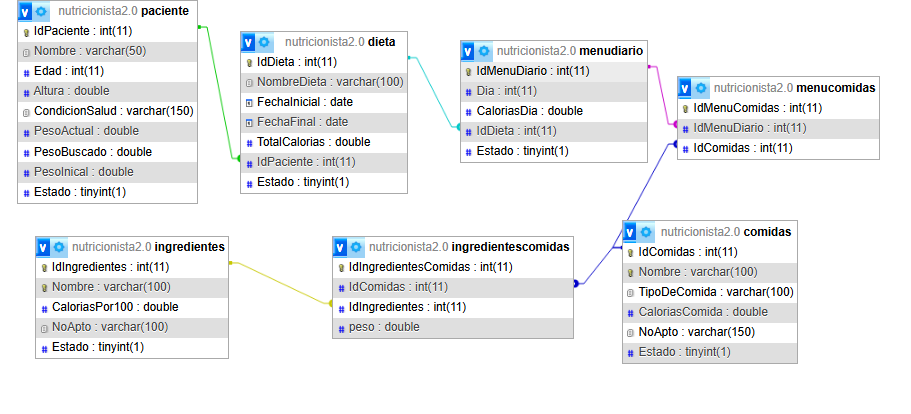 nutricionista2.0 paciente
IdPaciente : int(11)
Nombre : varchar(50)
Edad : int(11)
Altura : double
CondicionSalud : varchar(150)
PesoActual : double
PesoBuscado : double
PesoInical : double
Estado : tinyint(1)
nutricionista2.0 dieta
IdDieta : int(11)
NombreDieta : varchar(100)
FechaInicial : date
FechaFinal : date
TotalCalorias : double
IdPaciente : int(11)
Estado : tinyint(1)
nutricionista2.0 menudiario
IdMenuDiario : int(11)
Dia : int(11)
CaloriasDia : double
IdDieta : int(11)
Estado : tinyint(1)
nutricionista2.0 menucomidas
IdMenuComidas : int(11)
IdMenuDiario : int(11)
IdComidas : int(11)
nutricionista2.0 ingredientes
IdIngredientes : int(11)
Nombre : varchar(100)
CaloriasPor100 : double
NoApto : varchar(100)
Estado : tinyint(1)
nutricionista2.0 ingredientescomidas
IdIngredientesComidas : int(11)
IdComidas : int(11)
IdIngredientes : int(11)
peso : double
nutricionista2.0 comidas
IdComidas : int(11)
Nombre : varchar(100)
TipoDeComida : varchar(100)
CaloriasComida : double
NoApto : varchar(150)
Estado : tinyint(1)